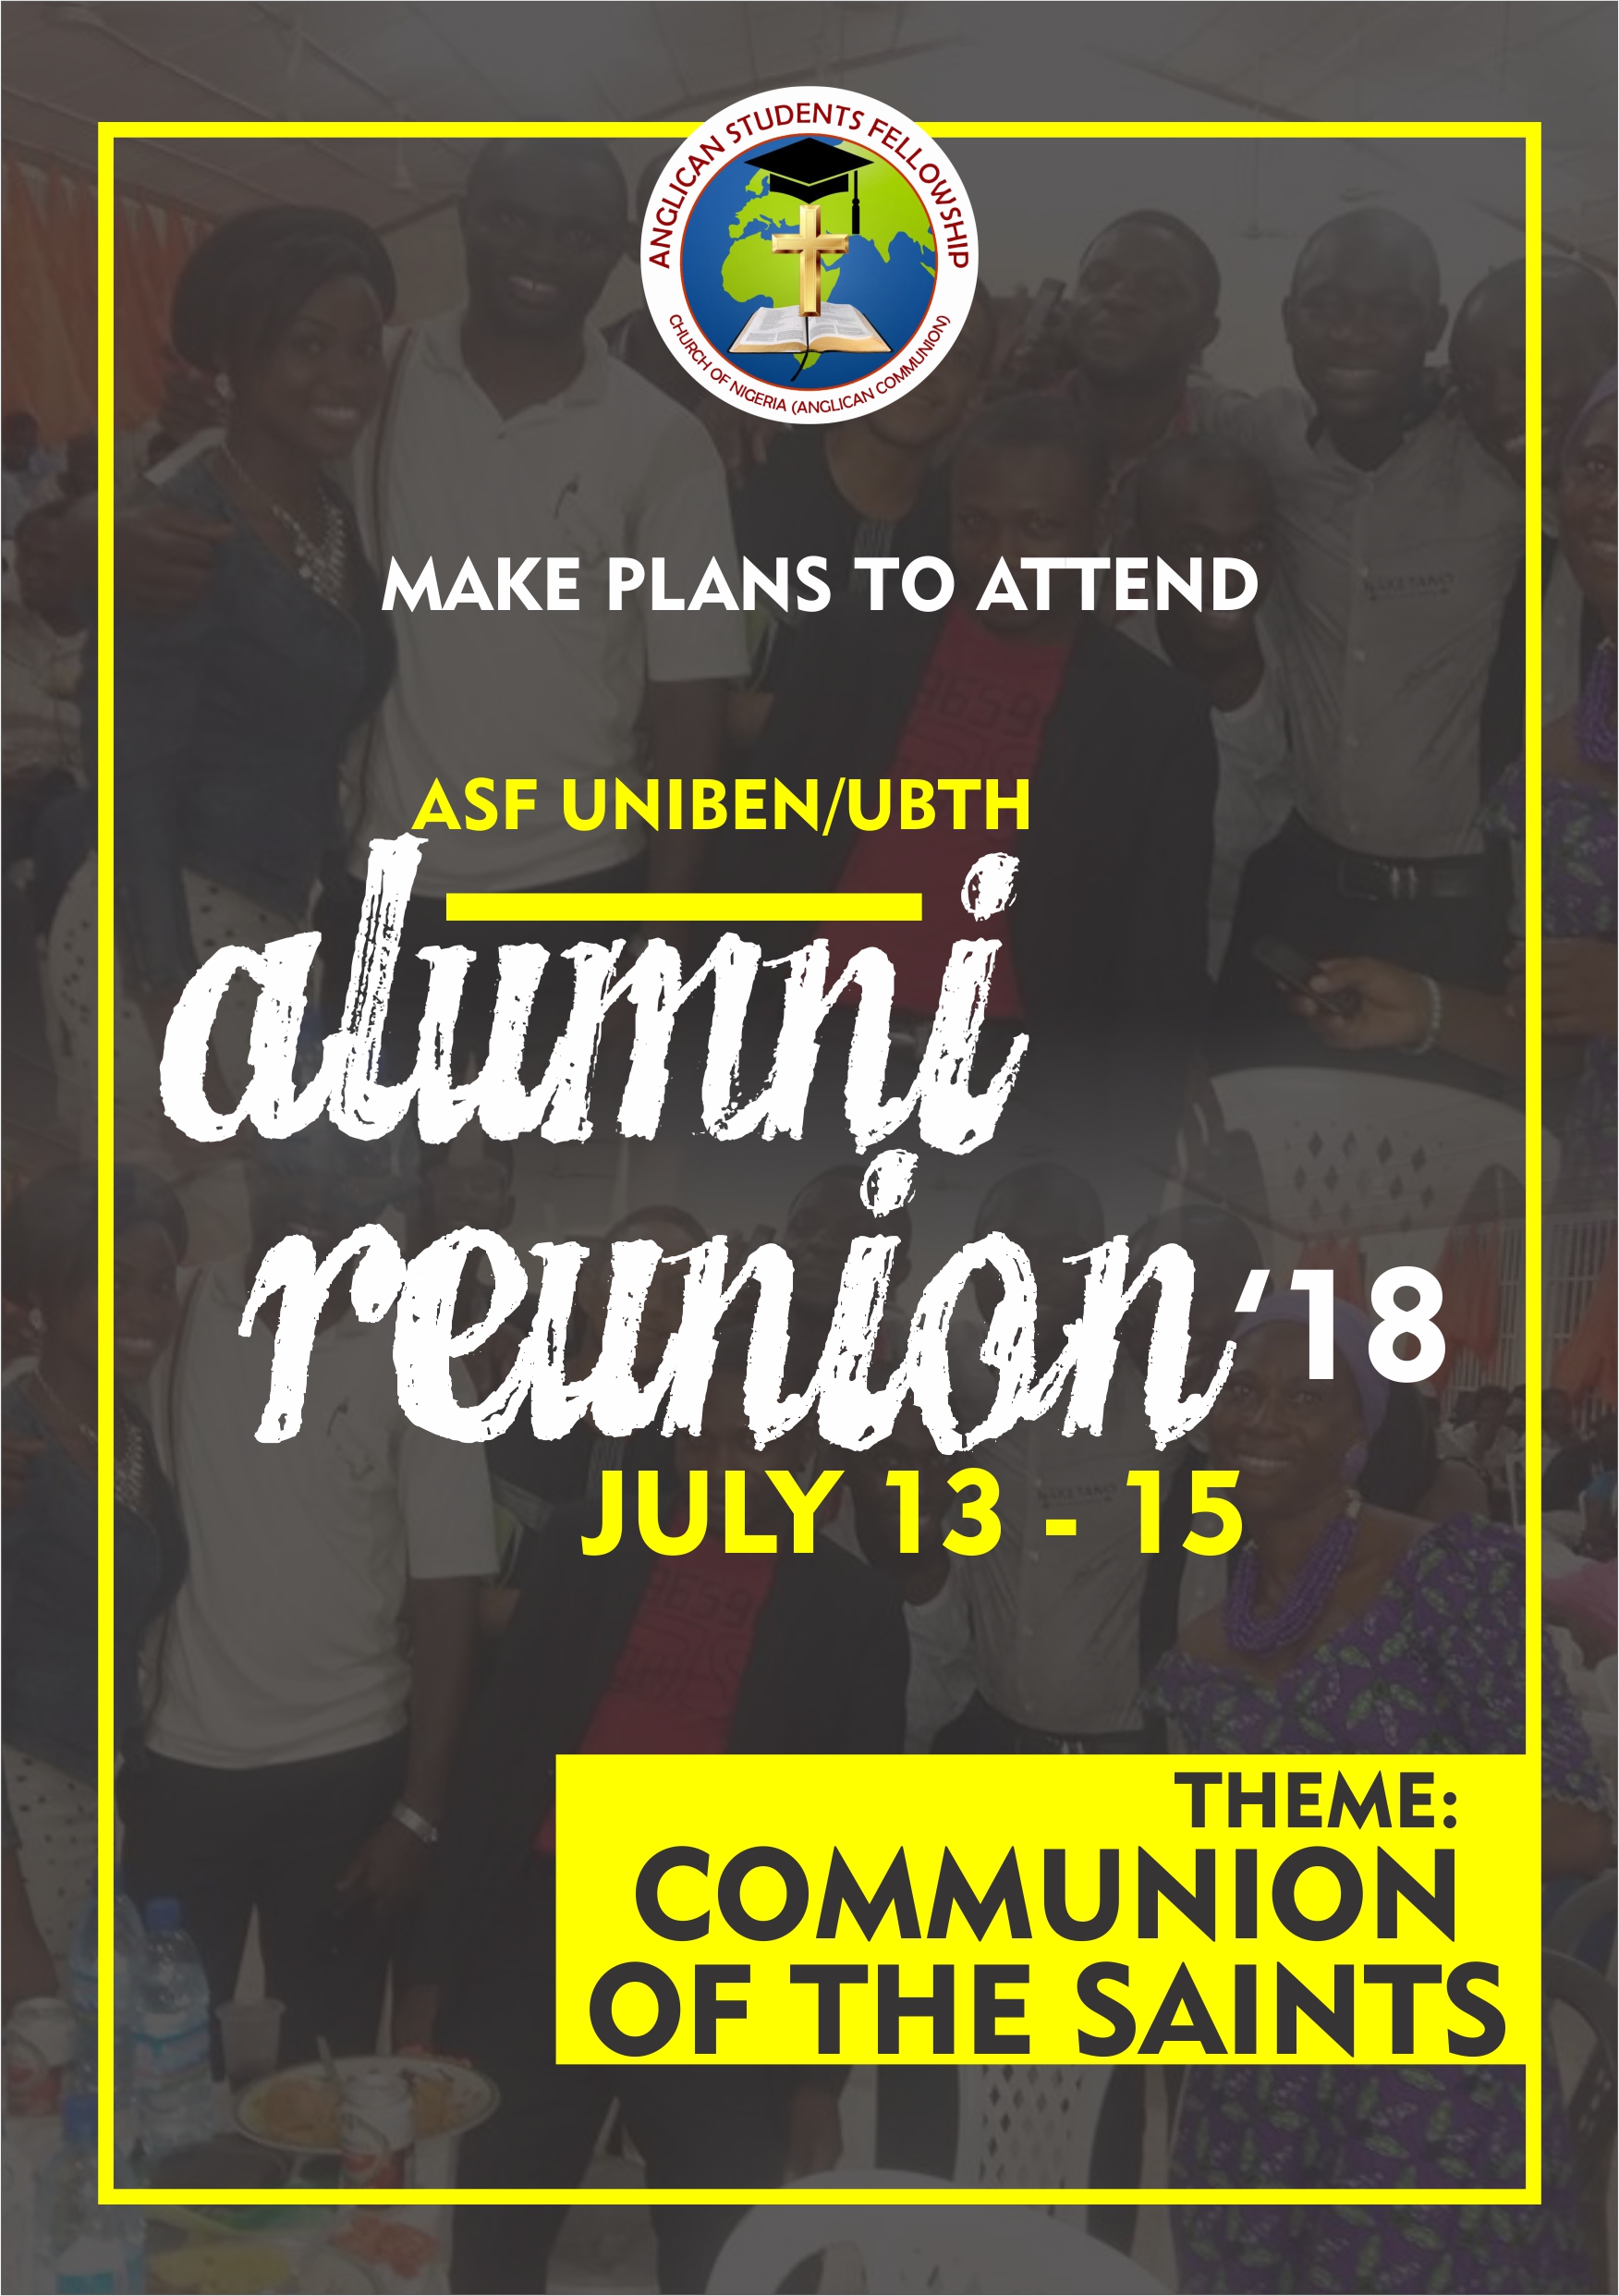 ANGLICAN STUDENTS FELLOWSHIP
CHURCH OF NIGERIA (ANGLICAN COMMUNION)
MAKE PLANS TO ATTEND
ASF UNIBEN/UBTH
alumni
reunion ‘18
JULY 13 - 15
THEME:
COMMUNION
OF THE SAINTS